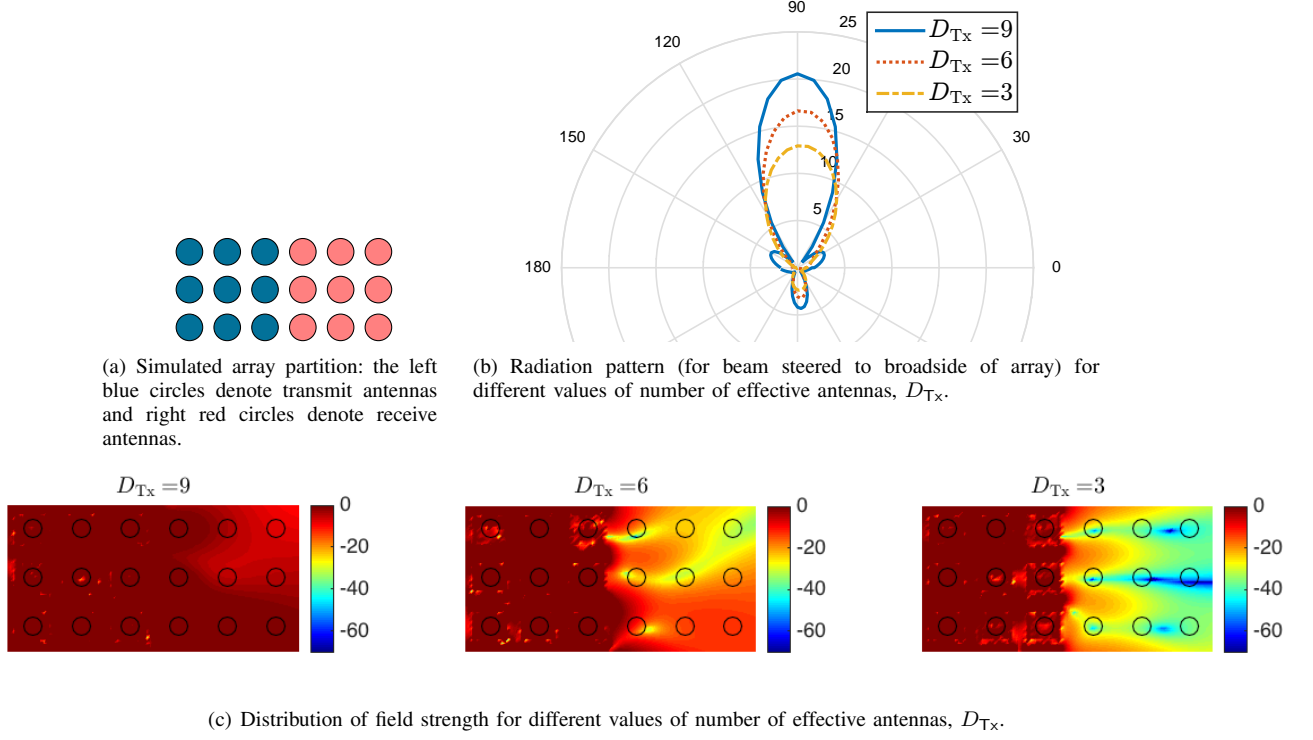 90
25
120
20
15
150
30
10
5
180
0
D_Tx =9
D_Tx =6
D_Tx =3
(a) Simulated array partition: the left
blue circles denote transmit antennas
and right red circles denote receive
antennas.
(b) Radiation pattern (for beam steered to broadside of array) for
different values of number of effective antennas, D_Tx.
D_Tx =9
0
-20
-40
-60
D_Tx =6
0
-20
-40
-60
D_Tx =3
0
-20
-40
-60
(c) Distribution of field strength for different values of number of effective antennas, D_Tx.